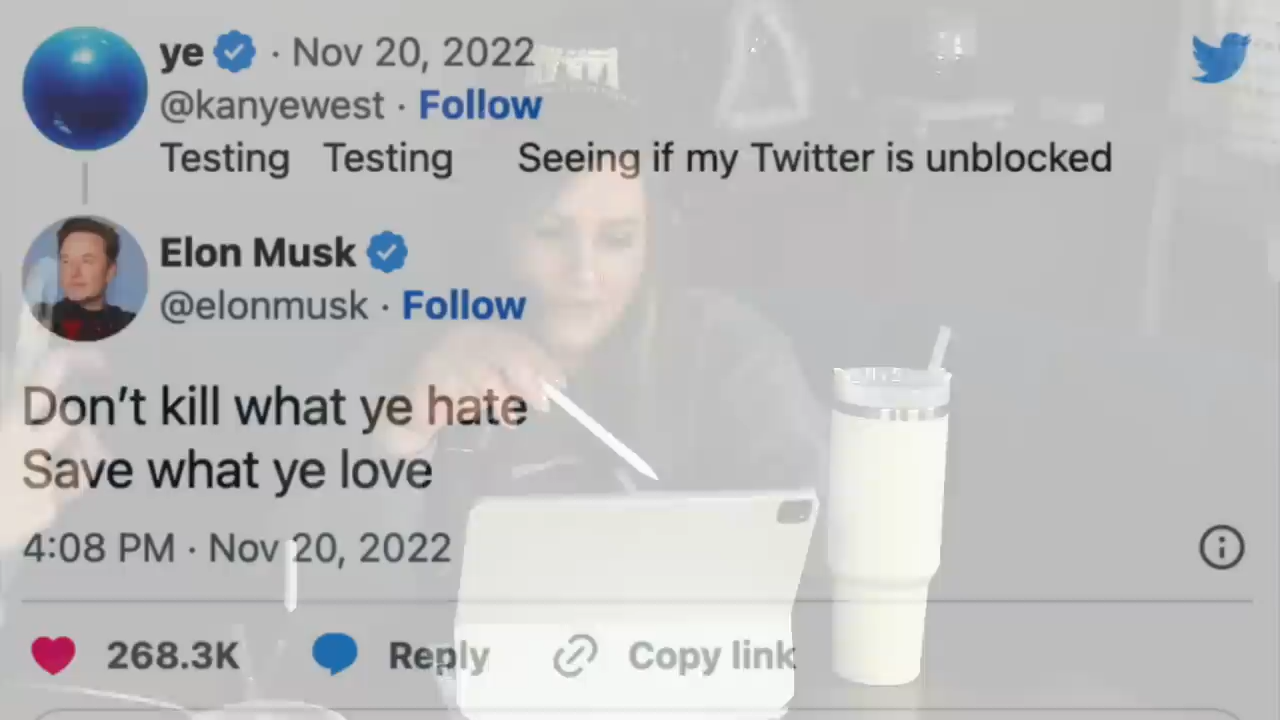 ye · Nov 20, 2022
@kanyewest · Follow
Testing Testing Seeing if my Twitter is unblocked
Elon Musk
@elonmusk · Follow
Don’t kill what ye hate
Save what ye love
4:08 PM · Nov 20, 2022
268.3K Reply Copy link